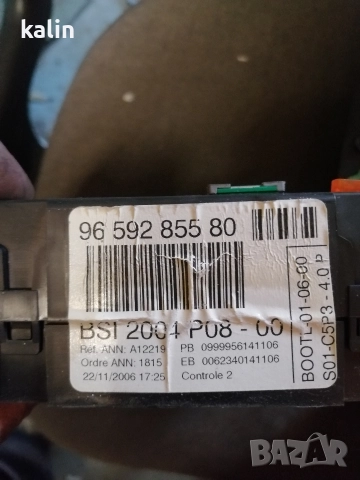 kalin
96 592 855 80
BSI 2004 P08 - 00
Ref. ANN: A12219 PB 0999956141106
Ordre ANN: 1815 EB 0062340141106
22/11/2006 17:25 Controle 2
BOOT: 01-06-00
S01-C5P3 - 4.0 P
BAZAR